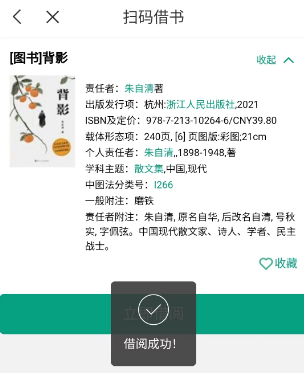 扫码借书
[图书]背影
收起
背影
责任者：朱自清著
出版发行项：杭州:浙江人民出版社,2021
ISBN及定价：978-7-213-10264-6/CNY39.80
载体形态项：240页, [6] 页图版:彩图;21cm
个人责任者：朱自清,,1898-1948,著
学科主题：散文集,中国,现代
中图法分类号：I266
一般附注：磨铁
责任者附注：朱自清, 原名自华, 后改名自清, 号秋
实, 字佩弦。中国现代散文家、诗人、学者、民主
战士。
收藏
借阅成功！